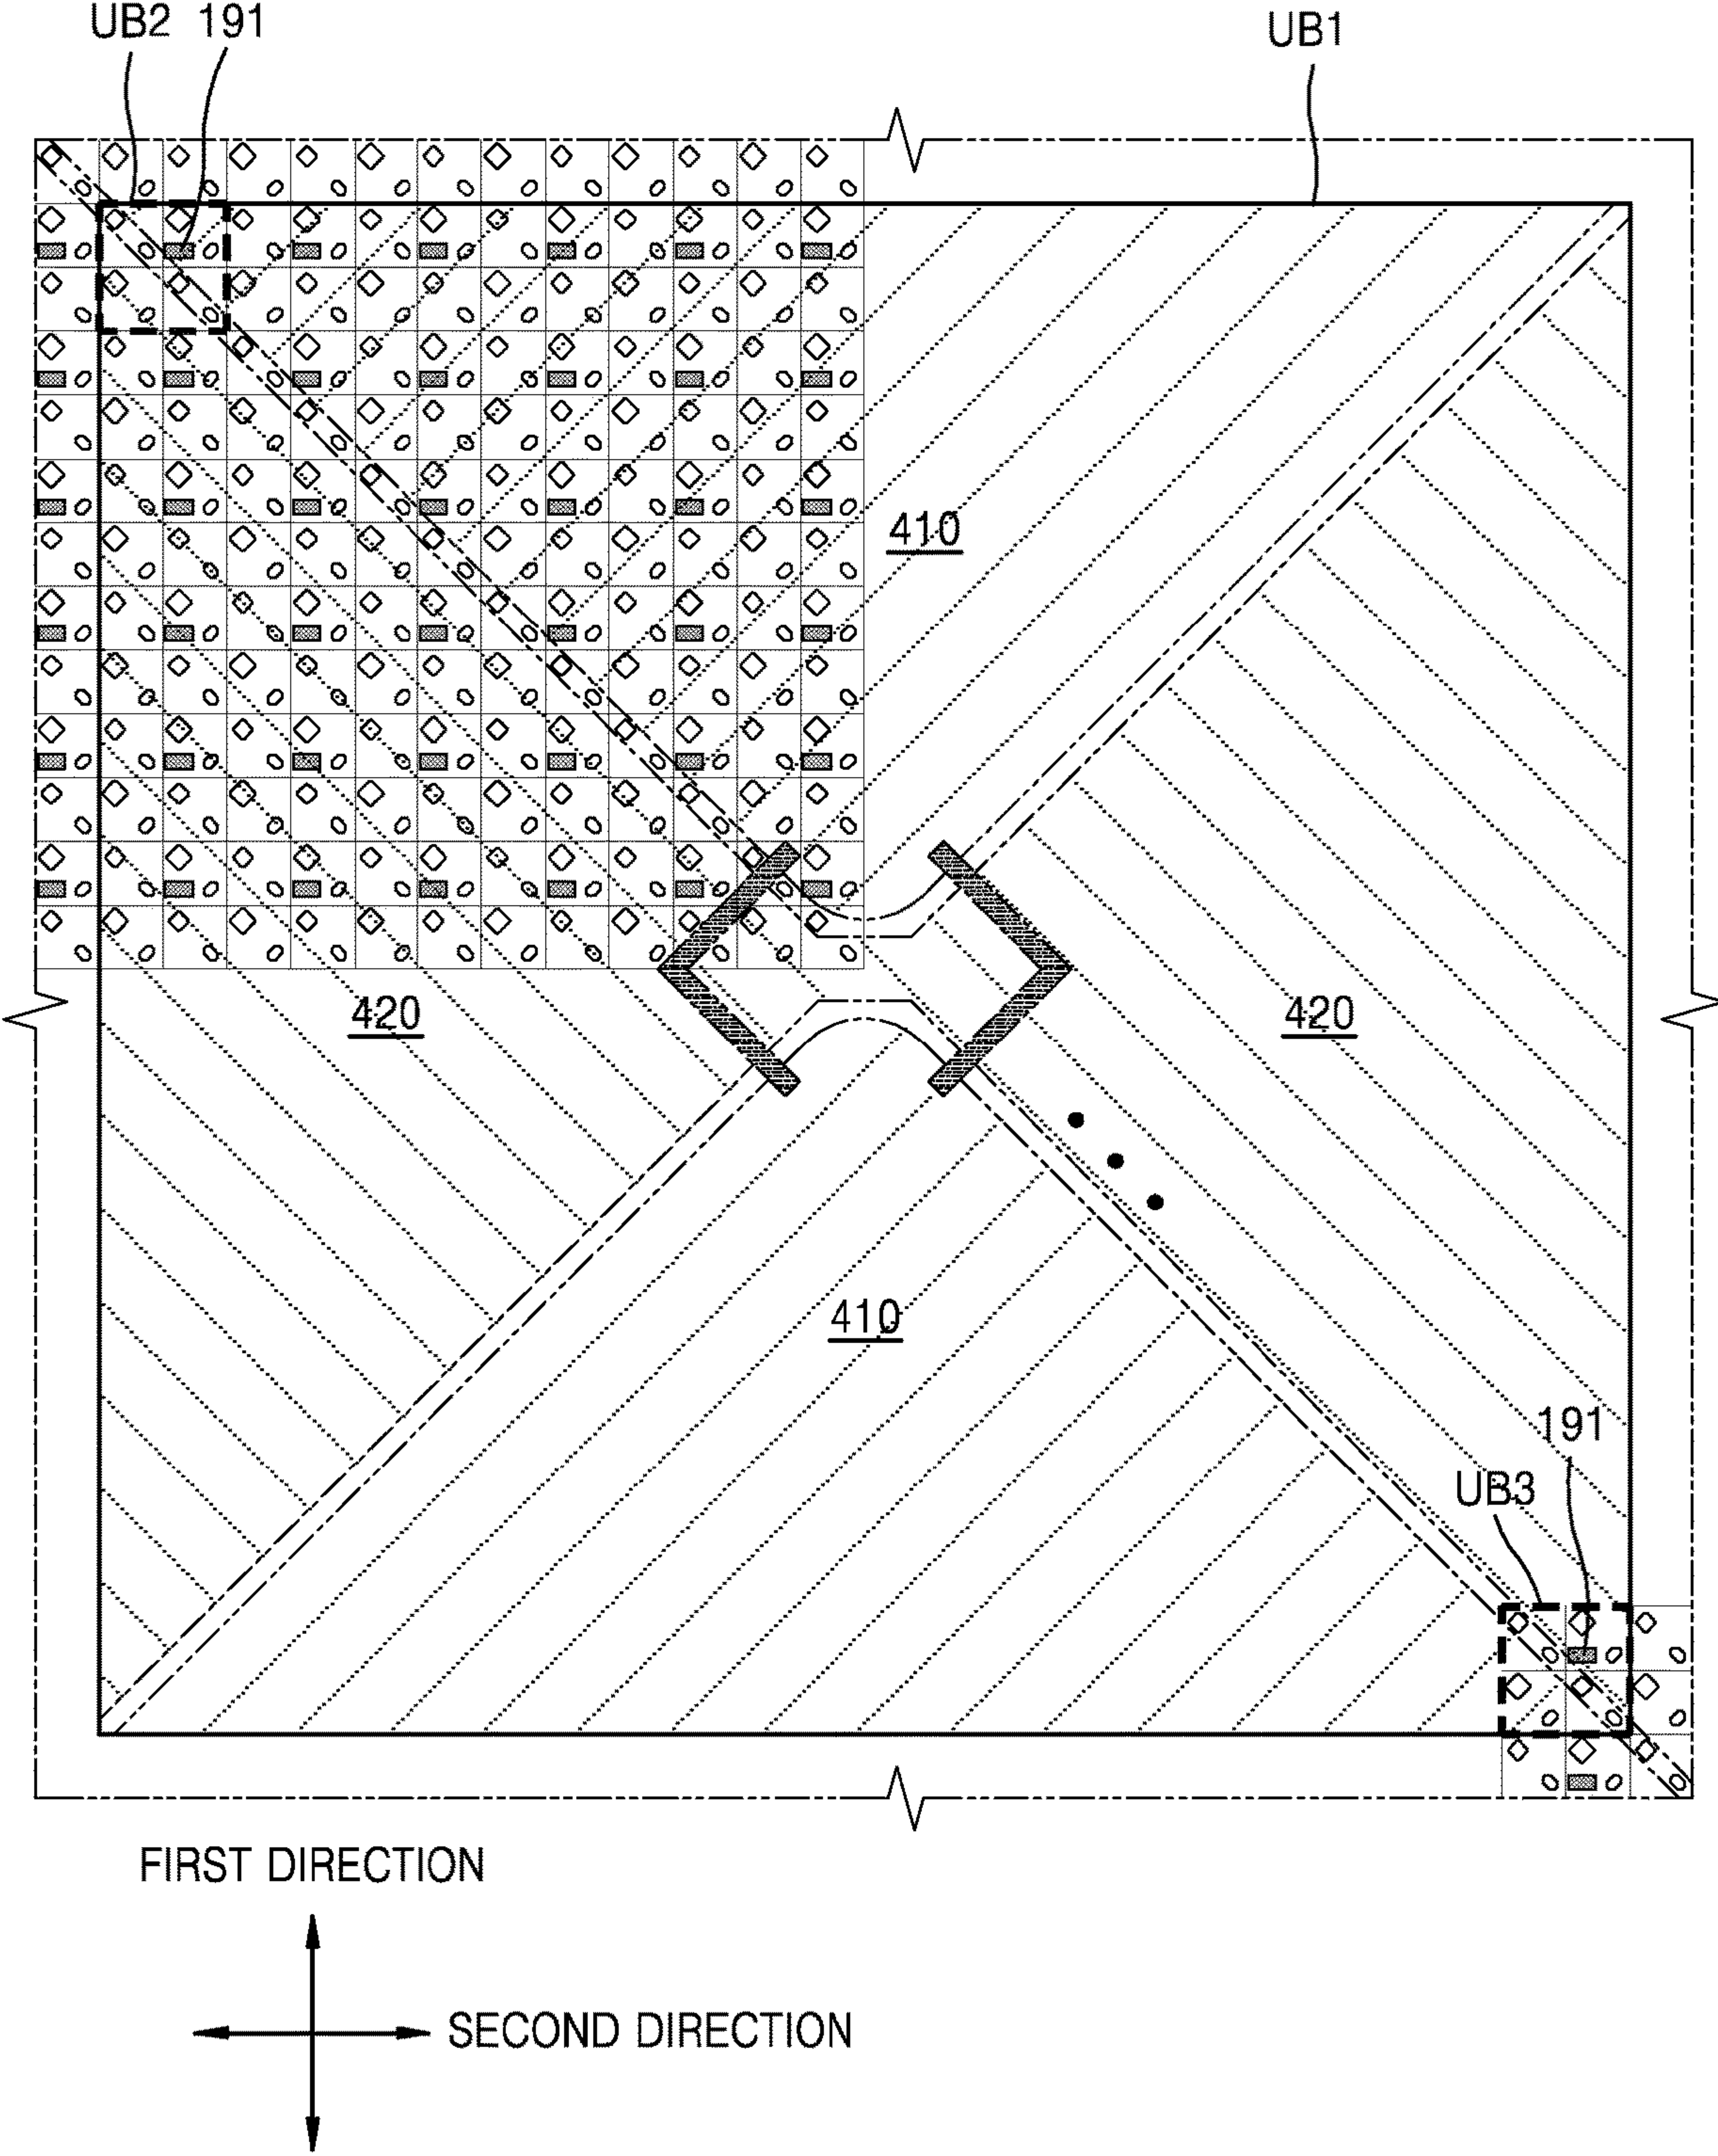 UB2 191 UB1
410
420 420
410
191
UB3
FIRST DIRECTION
SECOND DIRECTION